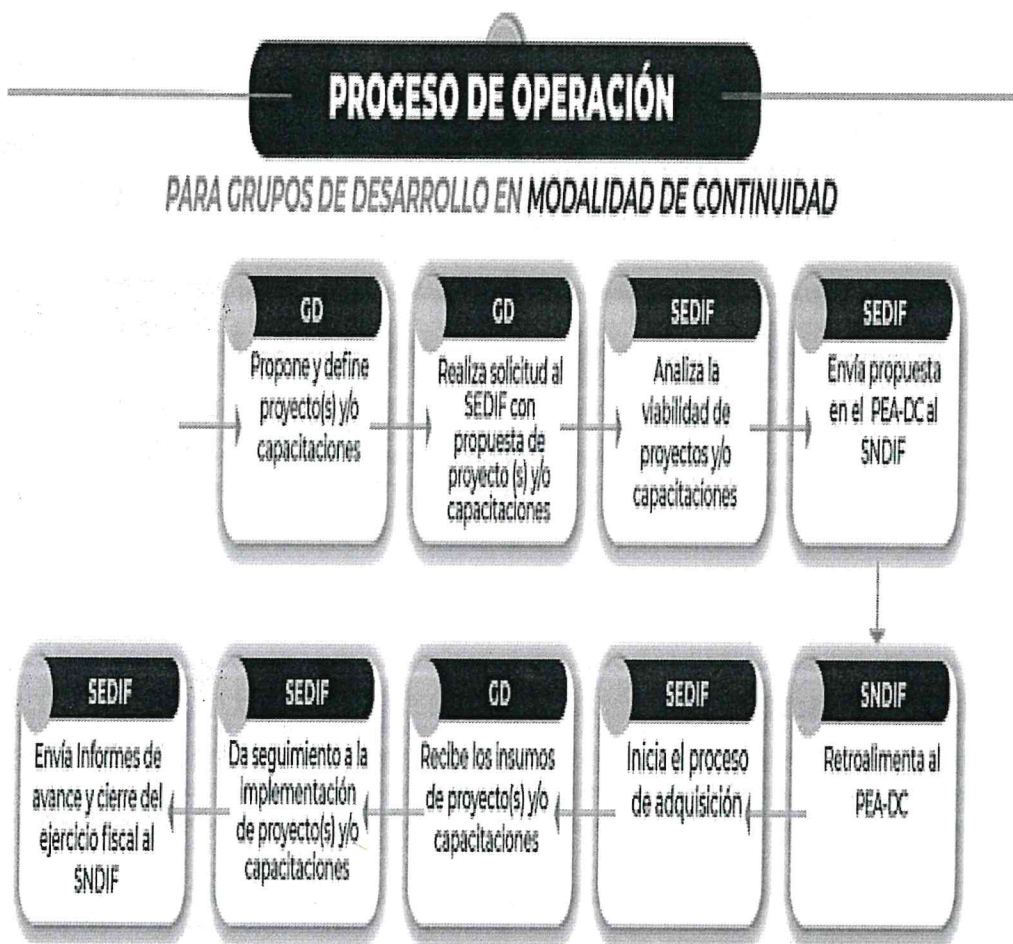 PROCESO DE OPERACIÓN
PARA GRUPOS DE DESARROLLO EN MODALIDAD DE CONTINUIDAD
GD
Propone y define
proyecto(s) y/o
capacitaciones
GD
Realiza solicitud al
SEDIF con
propuesta de
proyecto (s) y/o
capacitaciones
SEDIF
Analiza la
viabilidad de
proyectos y/o
capacitaciones
SEDIF
Envía propuesta
en el PEA-DC al
SNDIF
SNDIF
Retroalimenta al
PEA-DC
SEDIF
Inicia el proceso
de adquisición
GD
Recibe los insumos
de proyecto(s) y/o
capacitaciones
SEDIF
Da seguimiento a la
implementación
de proyecto(s) y/o
capacitaciones
SEDIF
Envía Informes de
avance y cierre del
ejercicio fiscal al
SNDIF